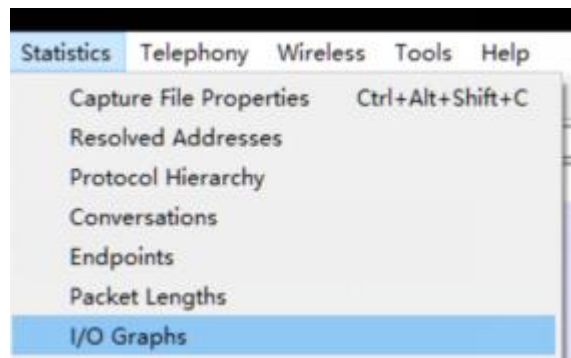 Statistics Telephony Wireless Tools Help
Capture File Properties Ctrl+Alt+Shift+C
Resolved Addresses
Protocol Hierarchy
Conversations
Endpoints
Packet Lengths
I/O Graphs